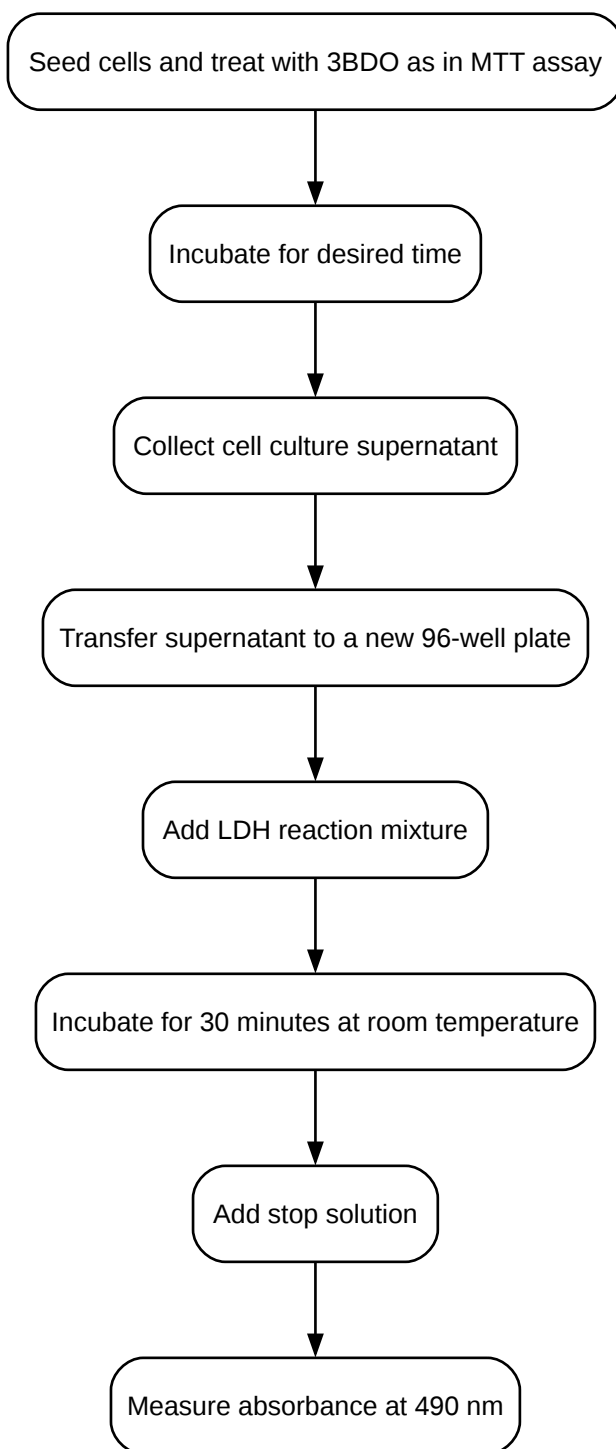 Seed cells and treat with 3BDO as in MTT assay
Incubate for desired time
Collect cell culture supernatant
Transfer supernatant to a new 96-well plate
Add LDH reaction mixture
Incubate for 30 minutes at room temperature
Add stop solution
Measure absorbance at 490 nm